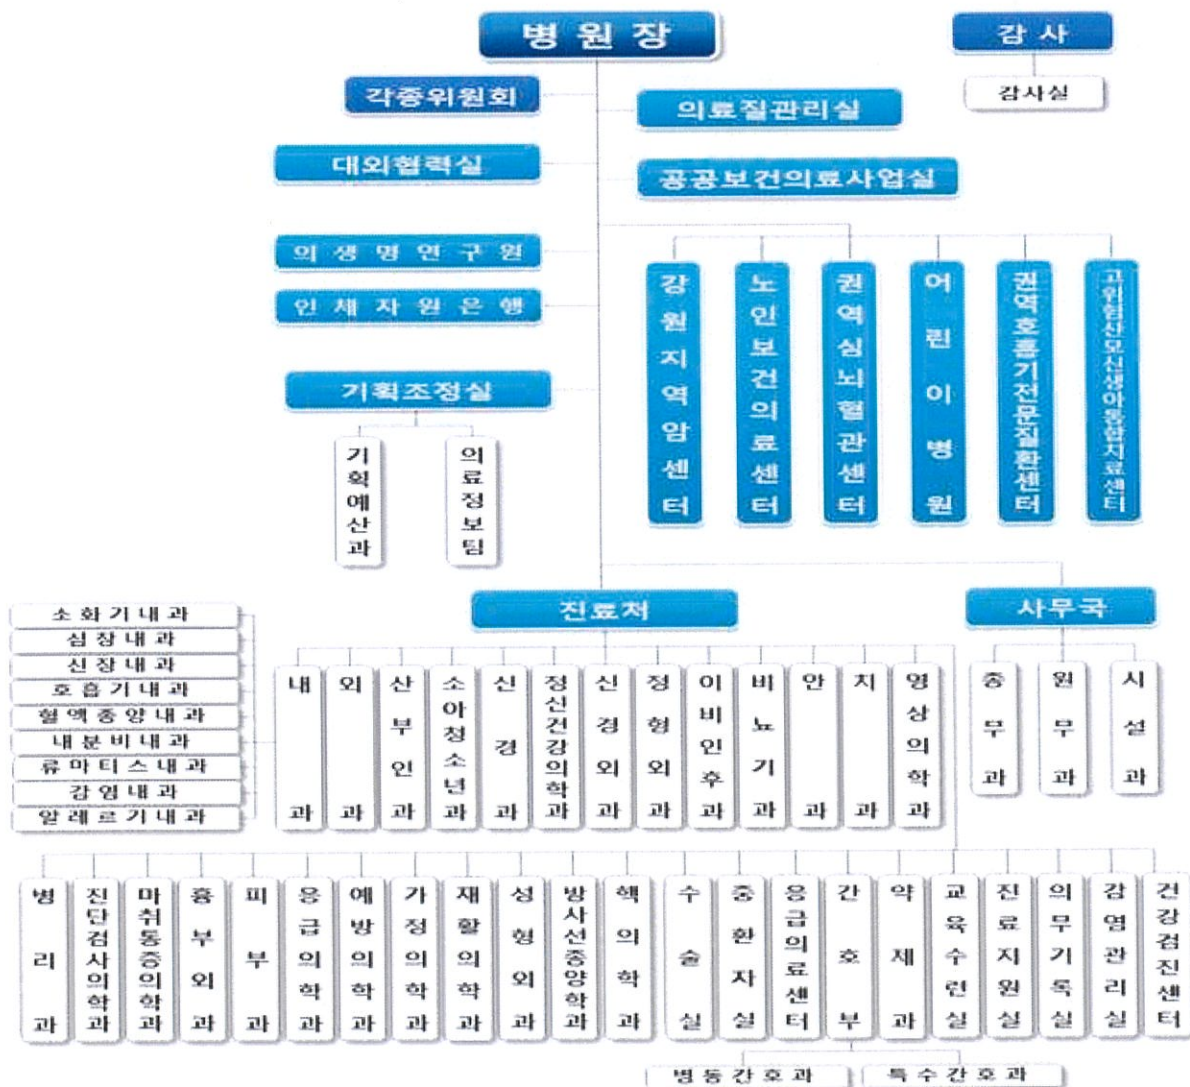 병원장
감사
각종위원회
감사실
의료질관리실
대외협력실
공공보건의료사업실
의생명연구원
인체자원은행
강원지역암센터
노인보건의료센터
권역심뇌혈관센터
어린이병원
권역호흡기전문질환센터
고위험산모신생아통합치료센터
기획조정실
기획예산과
의료정보팀
진료처
사무국
소화기내과
심장내과
신장내과
호흡기내과
혈액종양내과
내분비내과
류마티스내과
감염내과
알레르기내과
내과
외과
산부인과
소아청소년과
신경과
정신건강의학과
신경외과
정형외과
이비인후과
비뇨기과
안과
치과
영상의학과
총무과
원무과
시설과
병리과
진단검사의학과
마취통증의학과
흉부외과
피부과
응급의학과
예방의학과
가정의학과
재활의학과
성형외과
방사선종양학과
핵의학과
수술실
중환자실
응급의료센터
간호부
약제과
교육수련실
진료지원실
의무기록실
감염관리실
건강검진센터
병동간호과
특수간호과